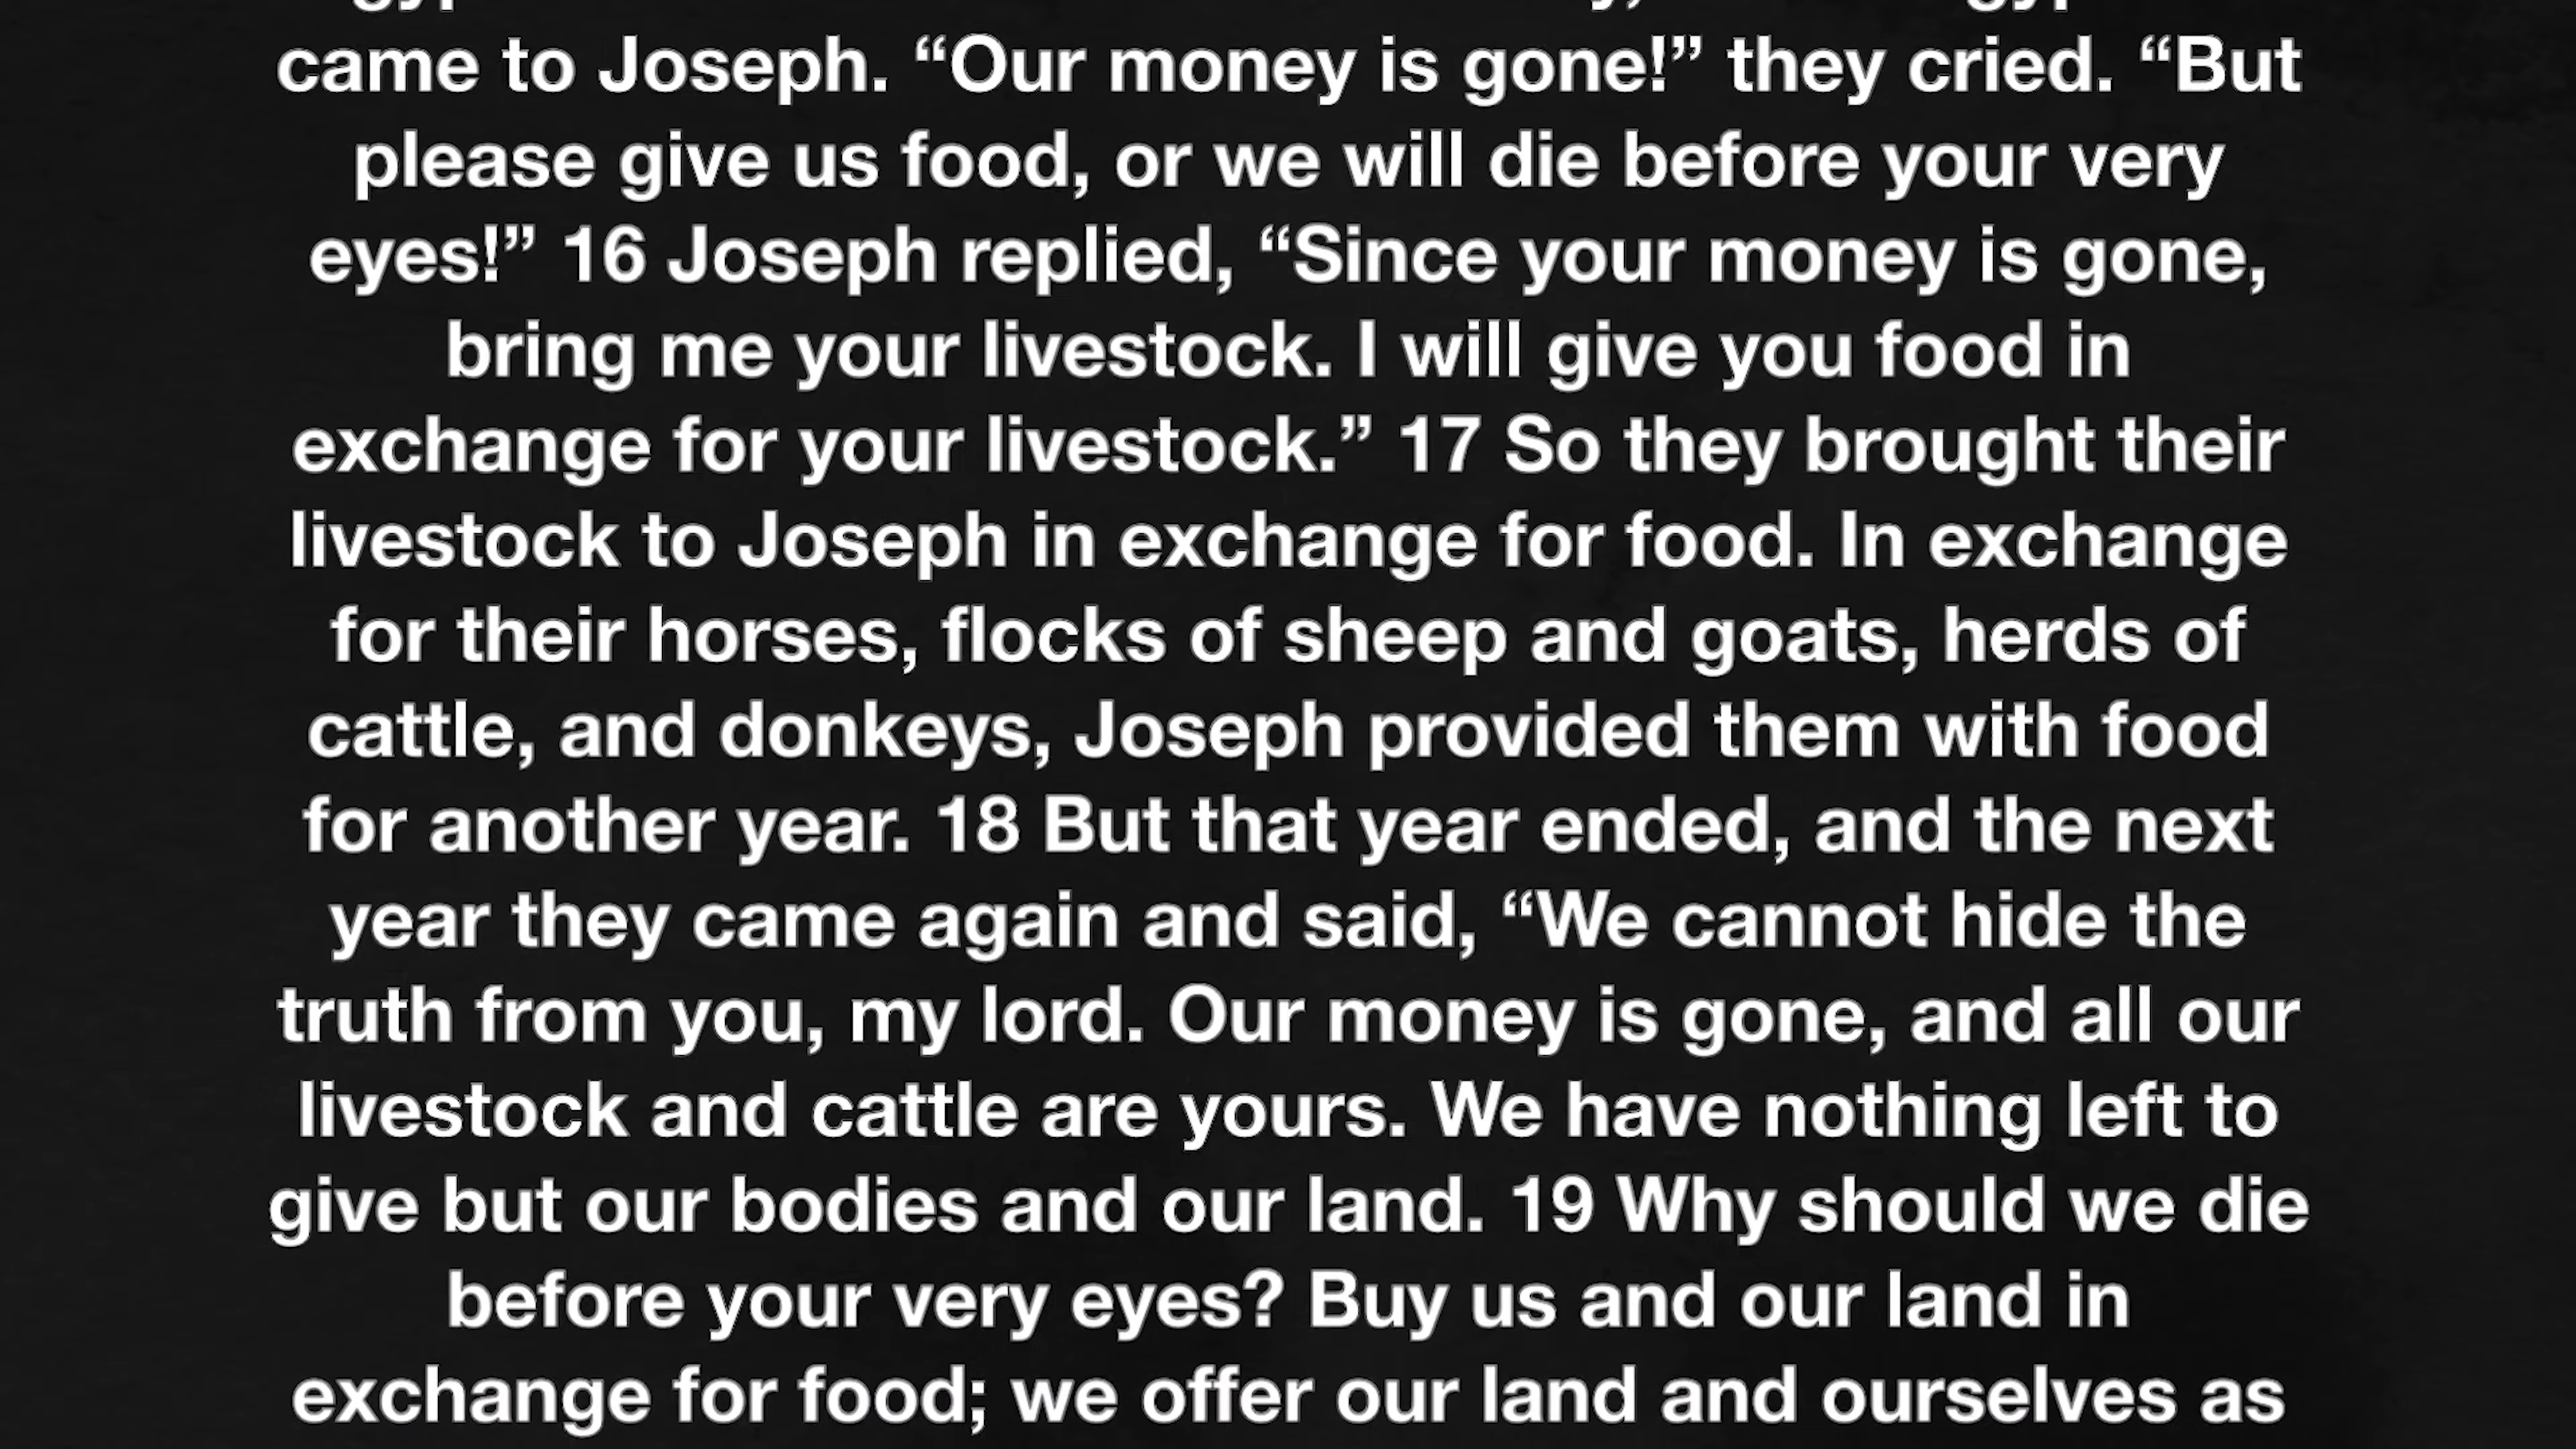 came to Joseph. “Our money is gone!” they cried. “But
please give us food, or we will die before your very
eyes!” 16 Joseph replied, “Since your money is gone,
bring me your livestock. I will give you food in
exchange for your livestock.” 17 So they brought their
livestock to Joseph in exchange for food. In exchange
for their horses, flocks of sheep and goats, herds of
cattle, and donkeys, Joseph provided them with food
for another year. 18 But that year ended, and the next
year they came again and said, “We cannot hide the
truth from you, my lord. Our money is gone, and all our
livestock and cattle are yours. We have nothing left to
give but our bodies and our land. 19 Why should we die
before your very eyes? Buy us and our land in
exchange for food; we offer our land and ourselves as